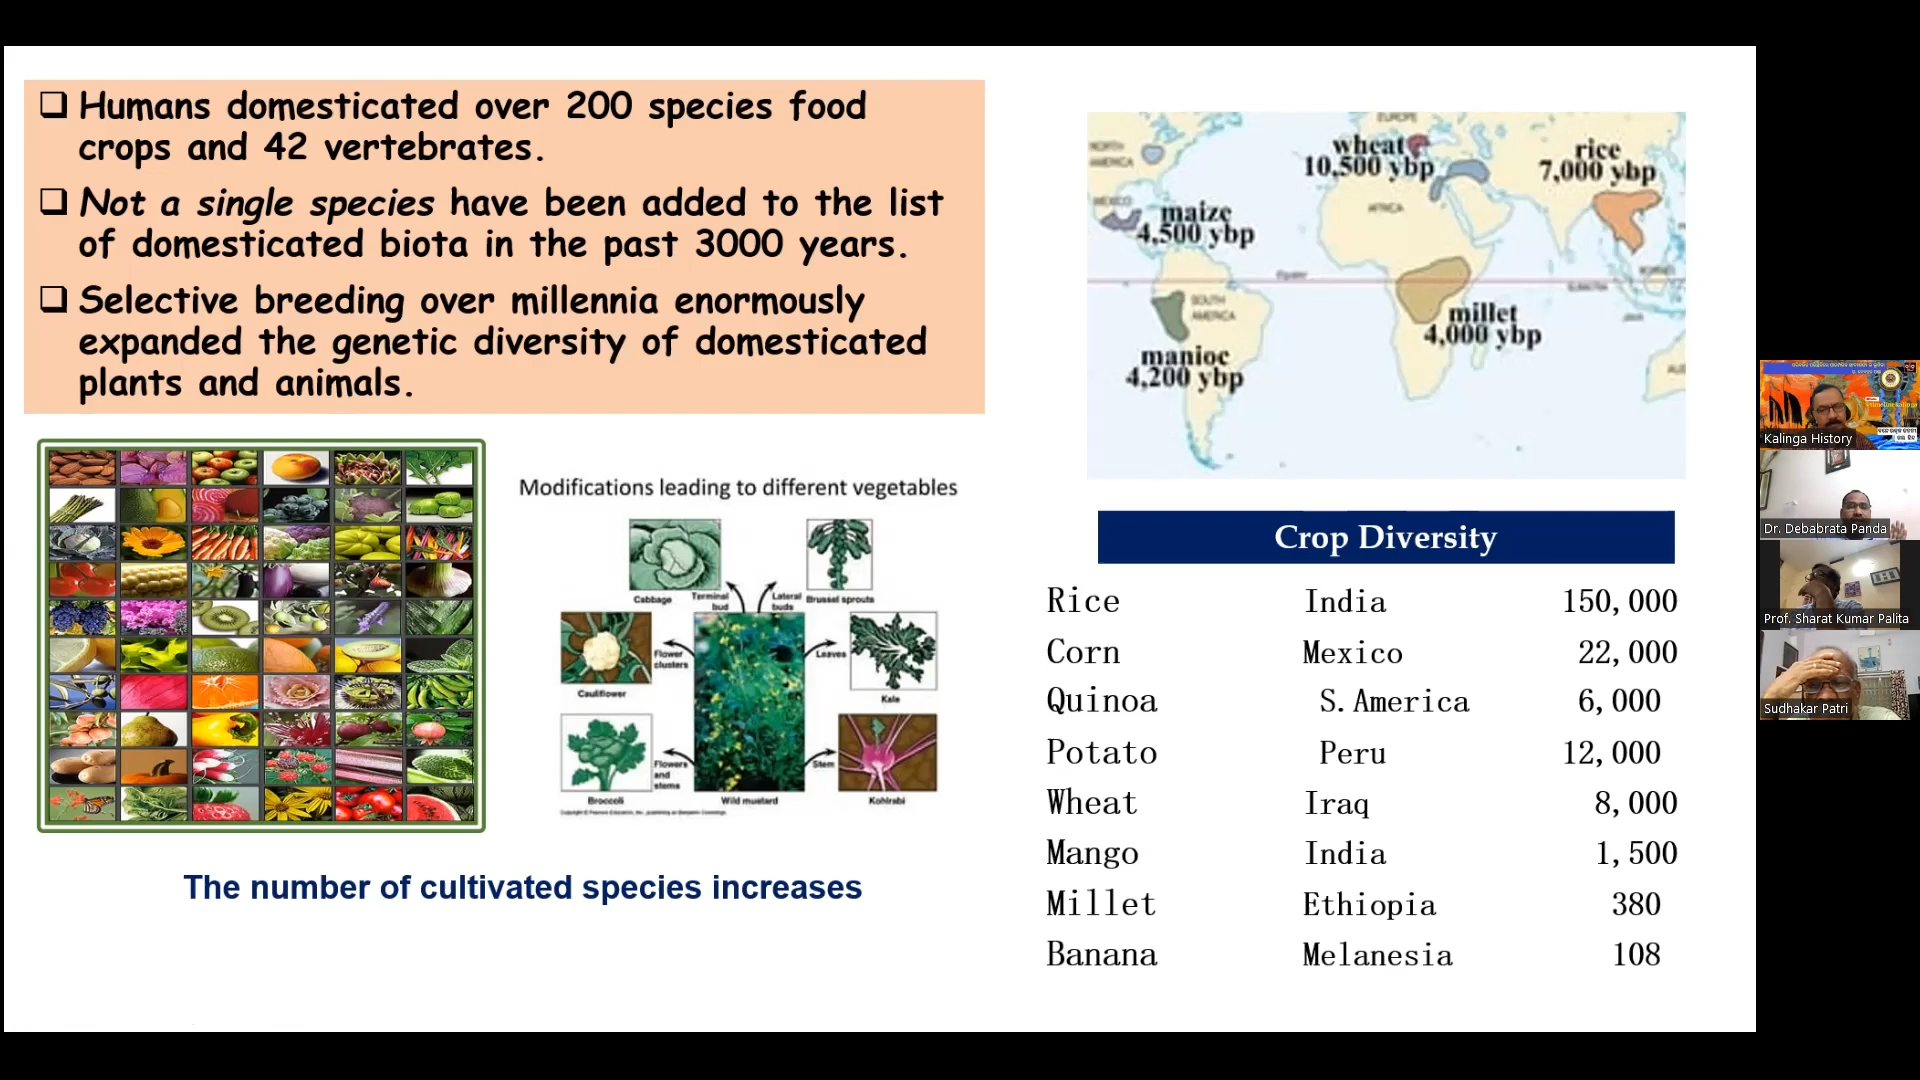 ❑ Humans domesticated over 200 species food
crops and 42 vertebrates.
❑ Not a single species have been added to the list
of domesticated biota in the past 3000 years.
❑ Selective breeding over millennia enormously
expanded the genetic diversity of domesticated
plants and animals.
EUROPE
NORTH
AMERICA
wheat
10,500 ybp
rice
7,000 ybp
MEXICO
maize
4,500 ybp
AFRICA
SOUTH
AMERICA
millet
4,000 ybp
manioc
4,200 ybp
Modifications leading to different vegetables
Cabbage
Terminal
bud
Lateral
buds
Brussel sprouts
Flower
clusters
Leaves
Cauliflower
Kale
Flowers
and
stems
Stem
Broccoli
Wild mustard
Kohlrabi
The number of cultivated species increases
Crop Diversity
Rice India 150,000
Corn Mexico 22,000
Quinoa S.America 6,000
Potato Peru 12,000
Wheat Iraq 8,000
Mango India 1,500
Millet Ethiopia 380
Banana Melanesia 108
Kalinga History
Dr. Debabrata Panda
Prof. Sharat Kumar Palita
Sudhakar Patri